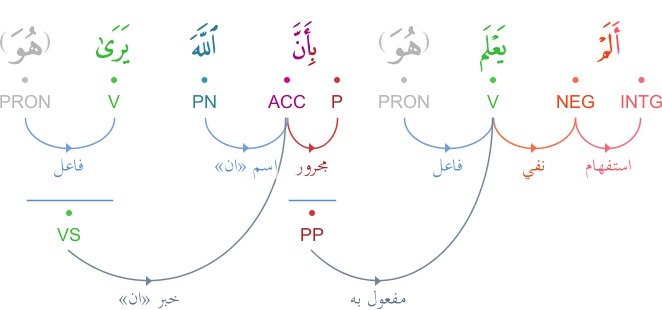 أَلَمْ يَعْلَم (هُوَ) بِأَنَّ ٱللَّهَ يَرَىٰ (هُوَ)
INTG NEG V PRON P ACC PN V PRON
استفهام نفي فاعل مجرور اسم «ان» فاعل
PP VS
مفعول به خبر «ان»